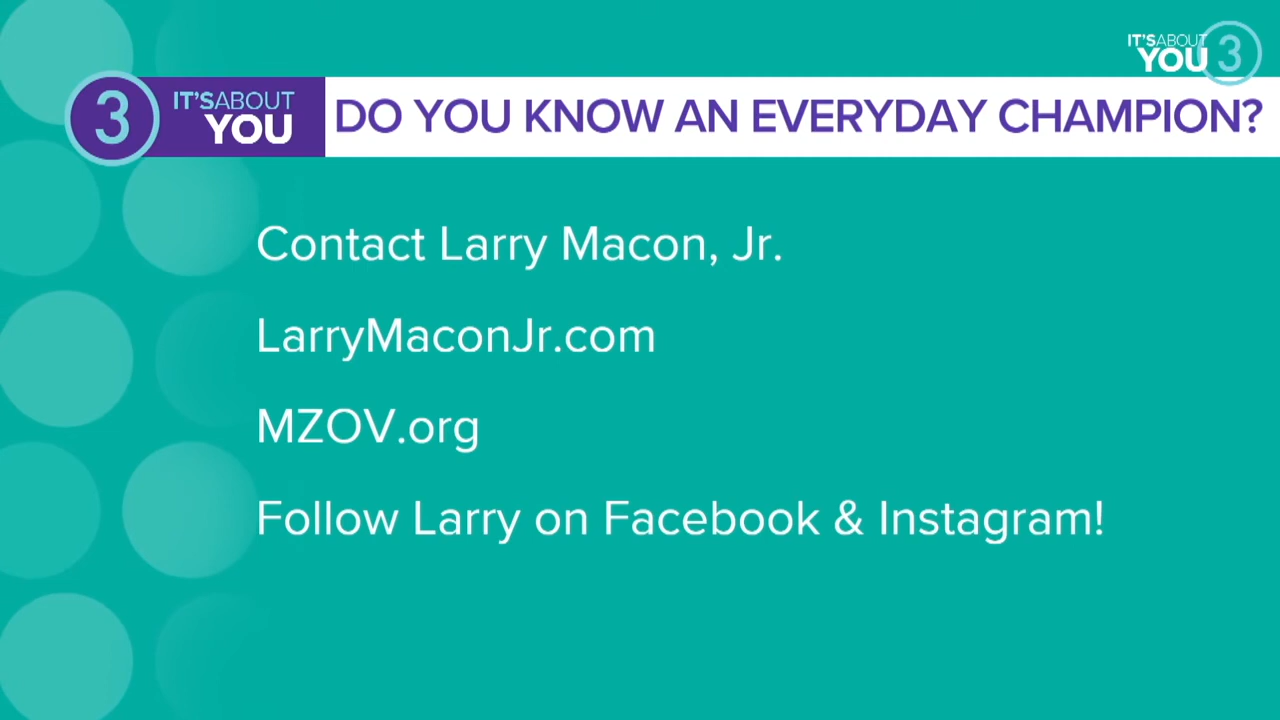 IT'S ABOUT
YOU 3
3 IT'S ABOUT
YOU
DO YOU KNOW AN EVERYDAY CHAMPION?
Contact Larry Macon, Jr.
LarryMaconJr.com
MZOV.org
Follow Larry on Facebook & Instagram!